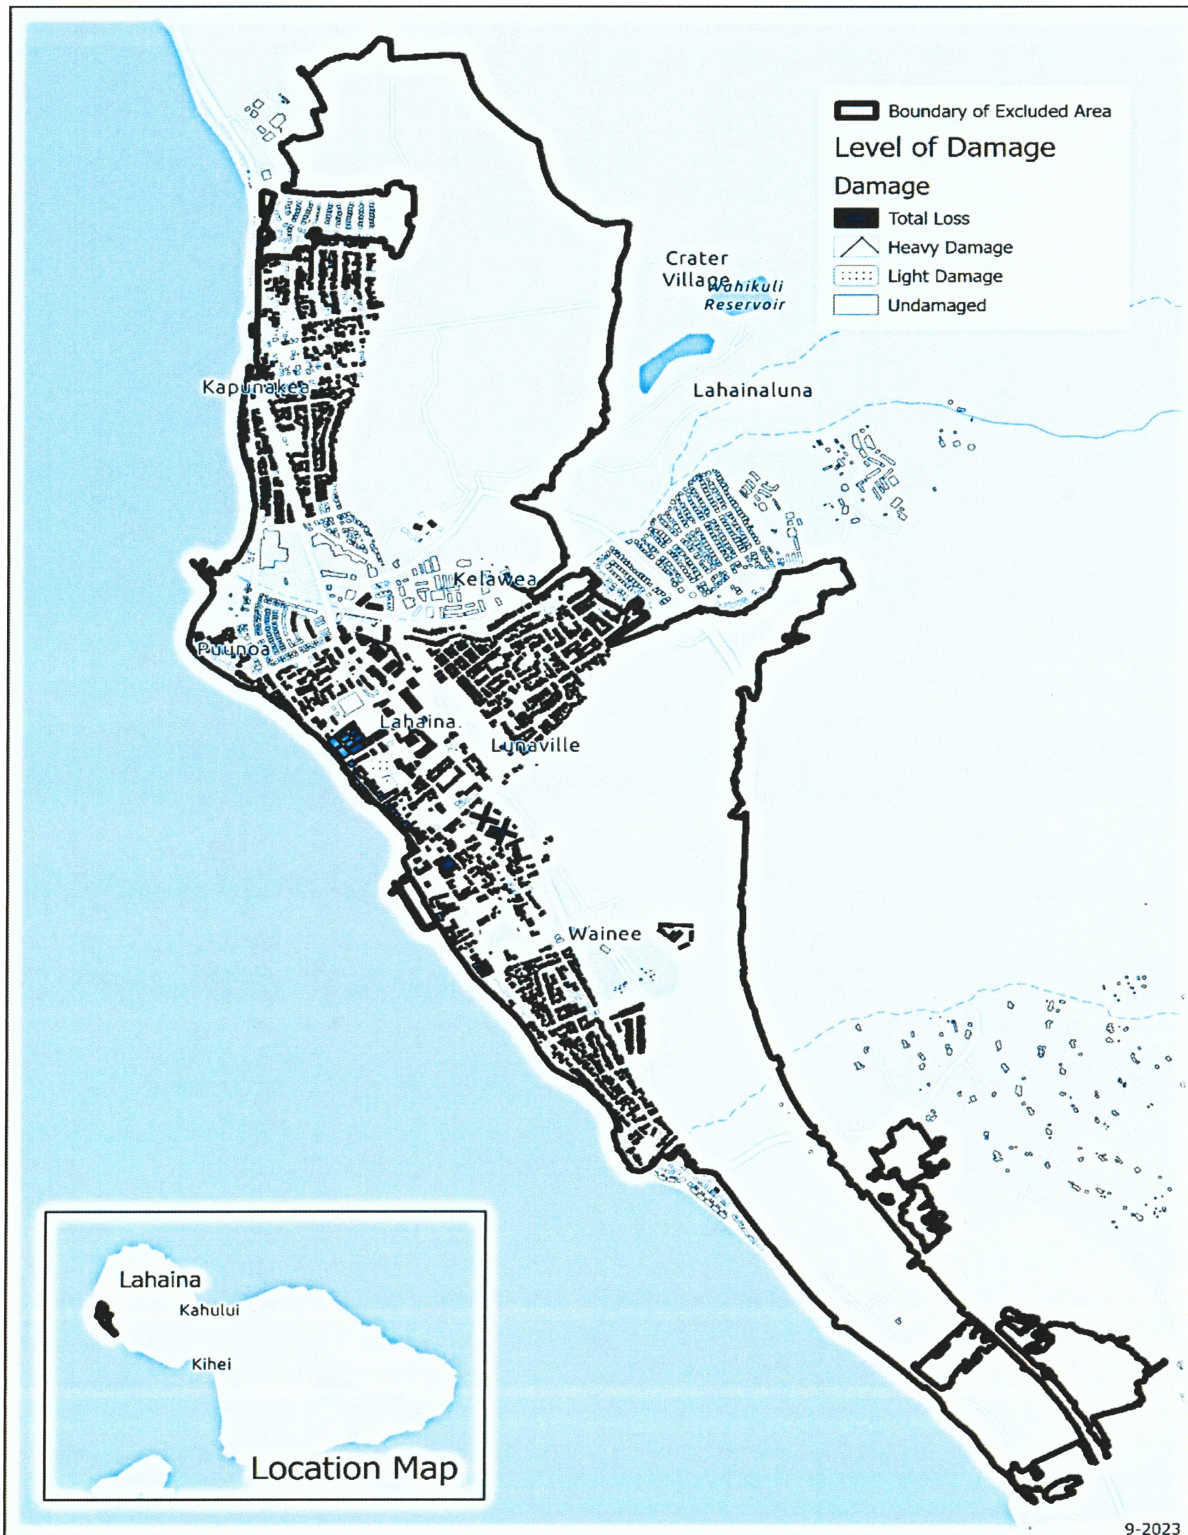 Boundary of Excluded Area
Level of Damage
Damage
Total Loss
Heavy Damage
Light Damage
Undamaged
Crater
Village
Wahikuli
Reservoir
Kapunakea
Lahainaluna
Kelawea
Puunoa
Lahaina
Lunaville
Wainee
Lahaina
Kahului
Kihei
Location Map
9-2023